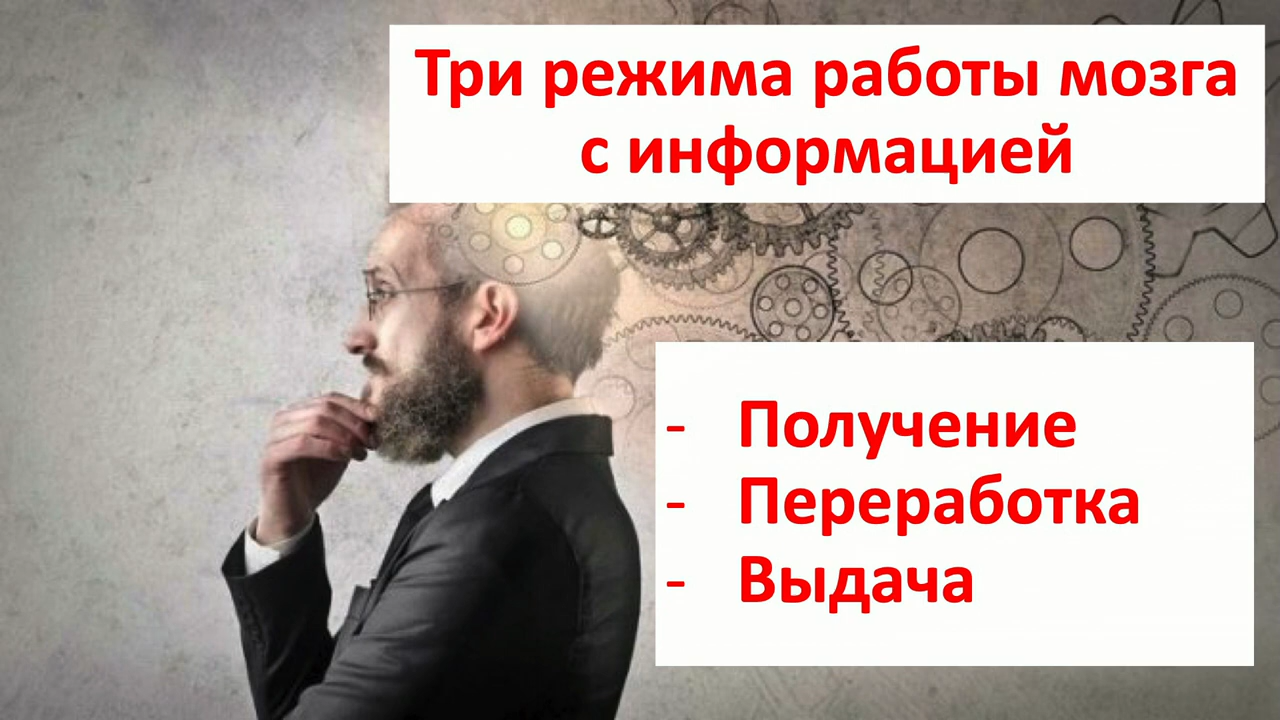 Три режима работы мозга
с информацией
- Получение
- Переработка
- Выдача